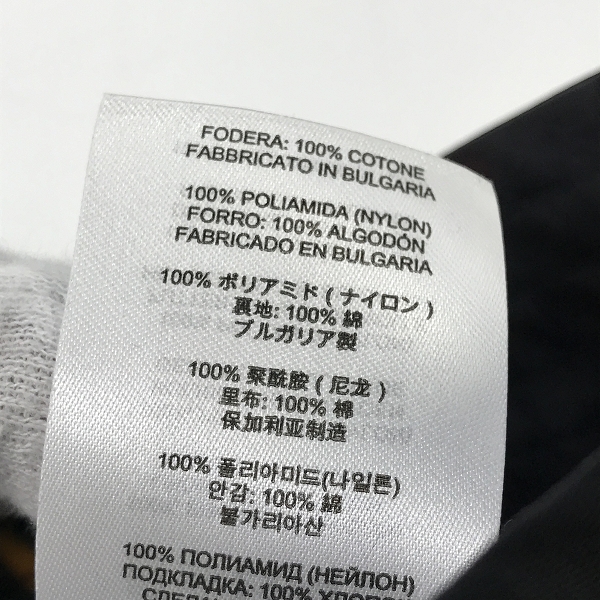 FODERA: 100% COTONE
FABBRICATO IN BULGARIA
100% POLIAMIDA (NYLON)
FORRO: 100% ALGODÓN
FABRICADO EN BULGARIA
100% ポリアミド ( ナイロン )
裏地: 100% 綿
ブルガリア製
100% 聚酰胺 ( 尼龙 )
里布: 100% 棉
保加利亚制造
100% 폴리아미드(나일론)
안감: 100% 綿
불가리아산
100% ПОЛИАМИД (НЕЙЛОН)
ПОДКЛАДКА: 100% ХЛОПОК